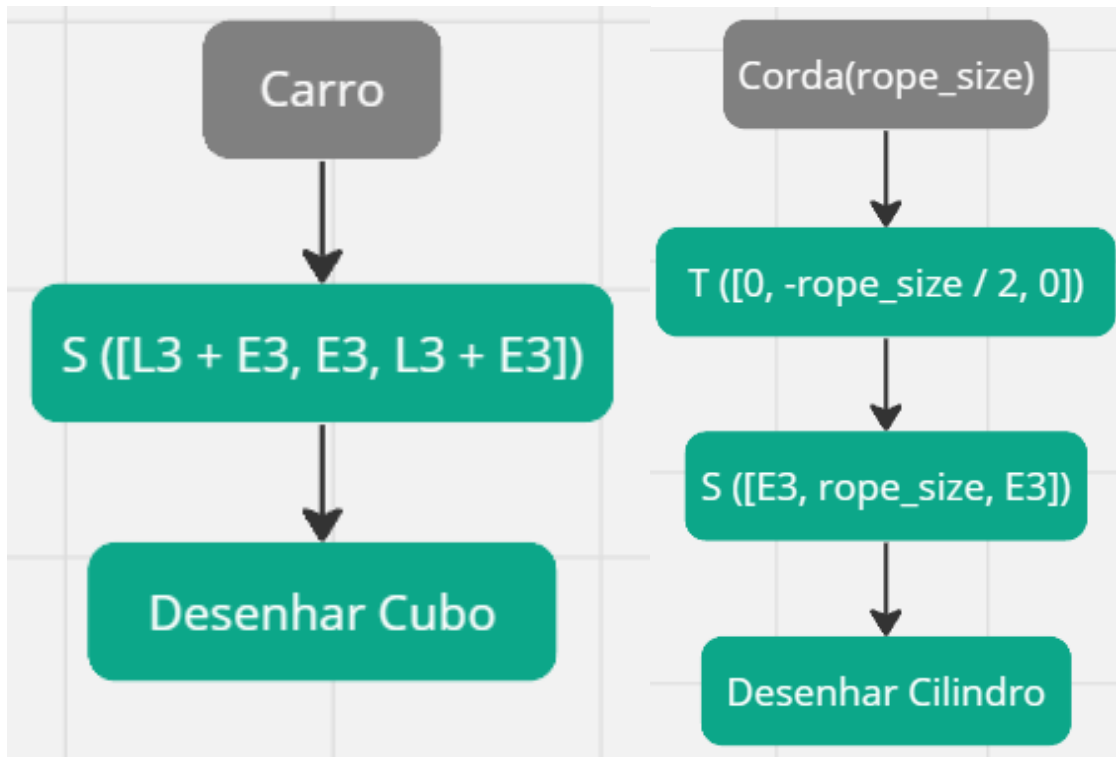 Carro
S ([L3 + E3, E3, L3 + E3])
Desenhar Cubo
Corda(rope_size)
T ([0, -rope_size / 2, 0])
S ([E3, rope_size, E3])
Desenhar Cilindro